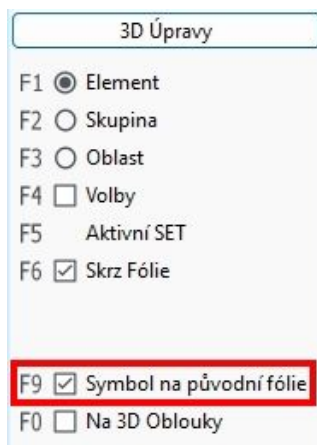 3D Úpravy
F1 Element
F2 Skupina
F3 Oblast
F4 Volby
F5 Aktivní SET
F6 Skrz Fólie
F9 Symbol na původní fólie
F0 Na 3D Oblouky